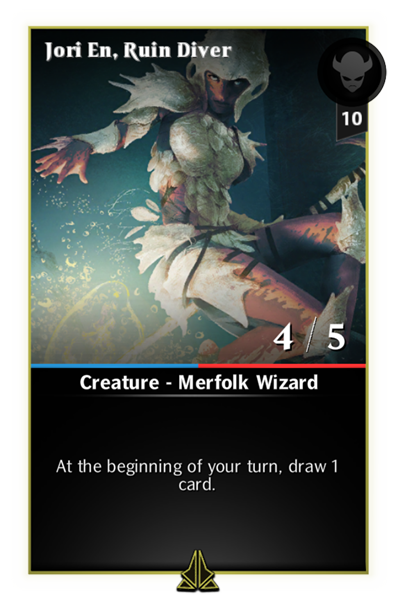 Jori En, Ruin Diver
10
4 / 5
Creature - Merfolk Wizard
At the beginning of your turn, draw 1
card.